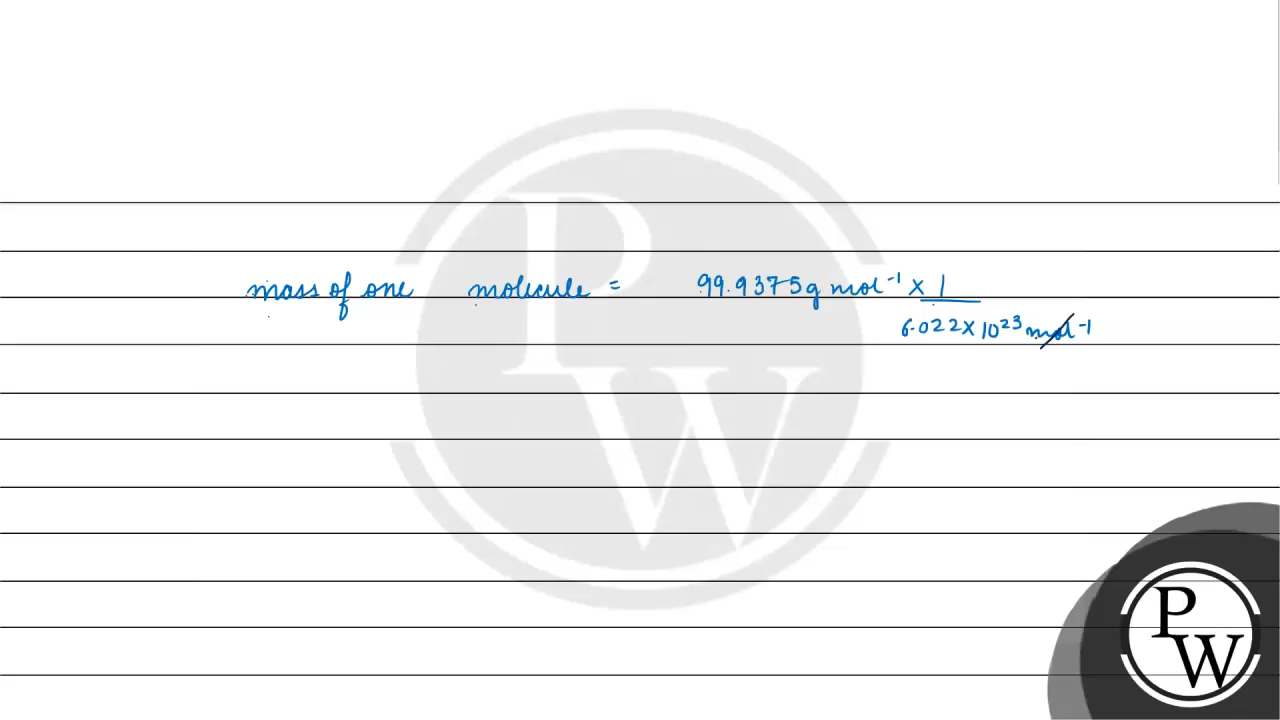 mass of one molecule = 99.9375 g mol⁻¹ × 1
6.022 × 10²³ mol⁻¹
P
W
P
W